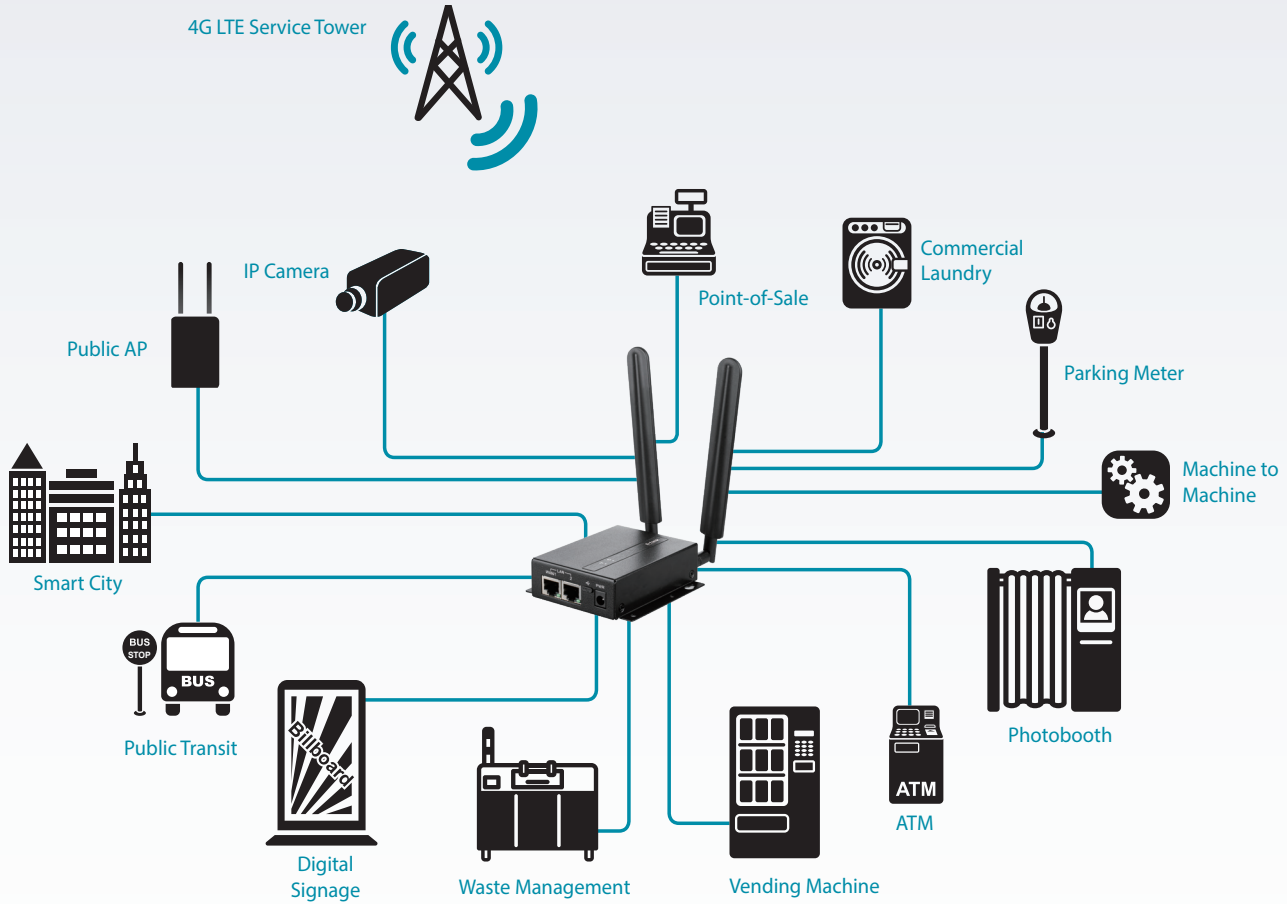 4G LTE Service Tower
IP Camera
Point-of-Sale
Commercial
Laundry
Public AP
Parking Meter
Machine to
Machine
Smart City
BUS
STOP
BUS
Public Transit
Billboard
Digital
Signage
Waste Management
Vending Machine
ATM
ATM
Photobooth
LAN